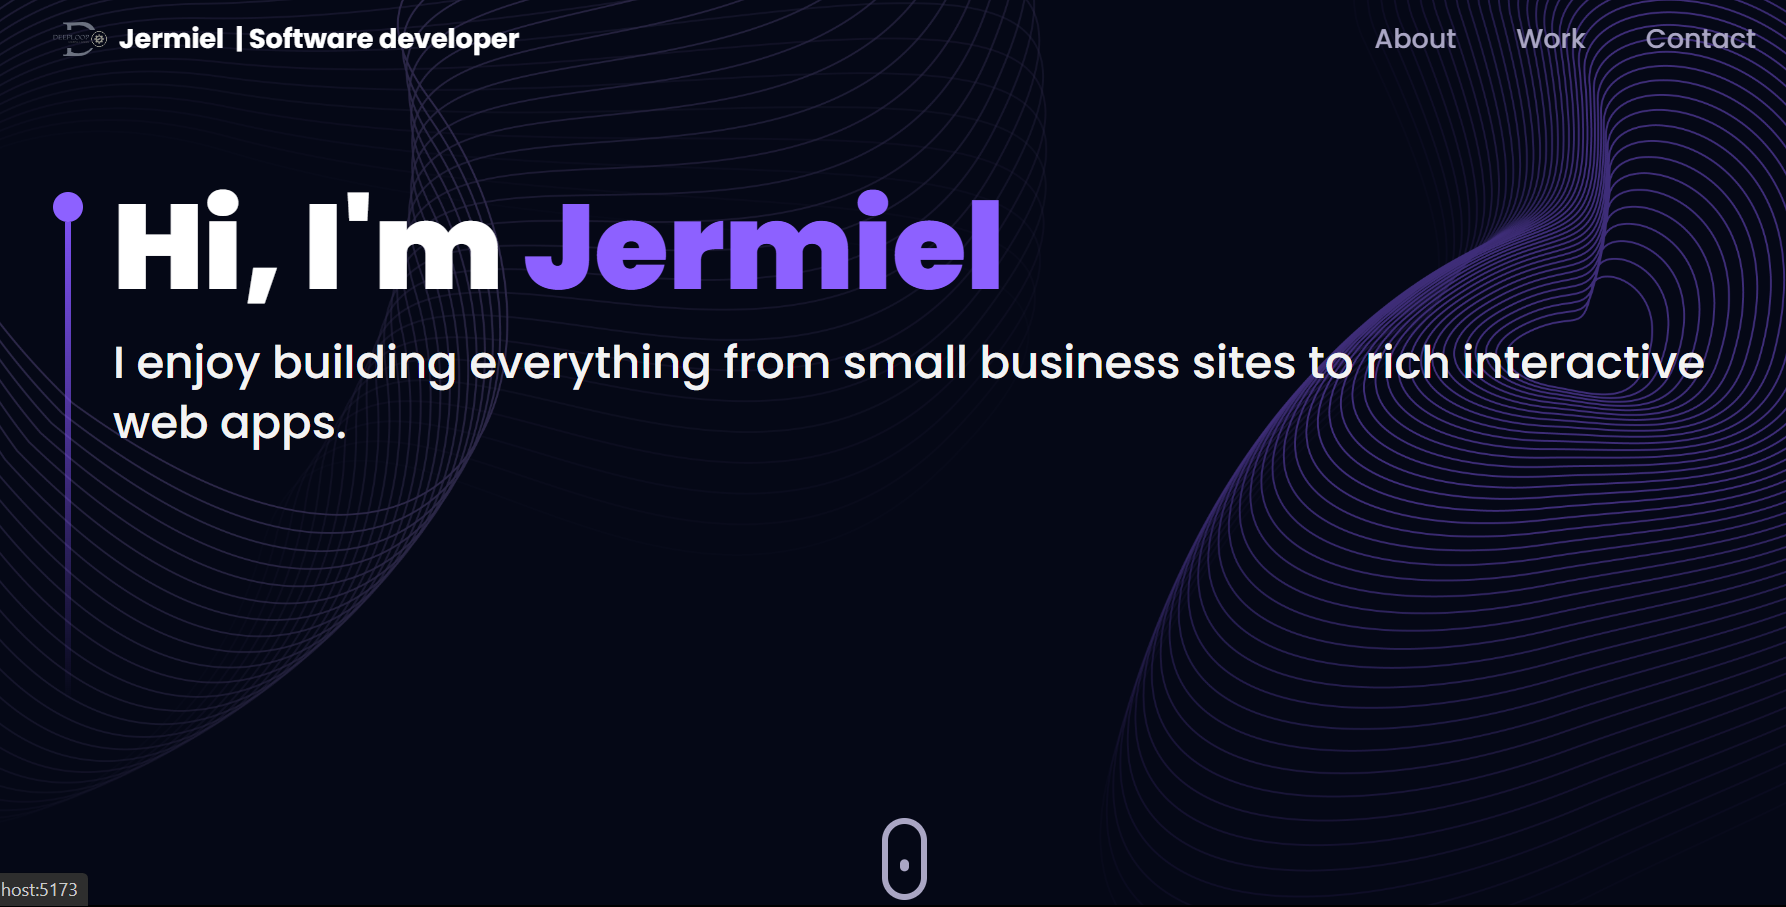 DEEPLOOP
Jermiel | Software developer
About
Work
Contact
Hi, I'm Jermiel
I enjoy building everything from small business sites to rich interactive
web apps.
host:5173